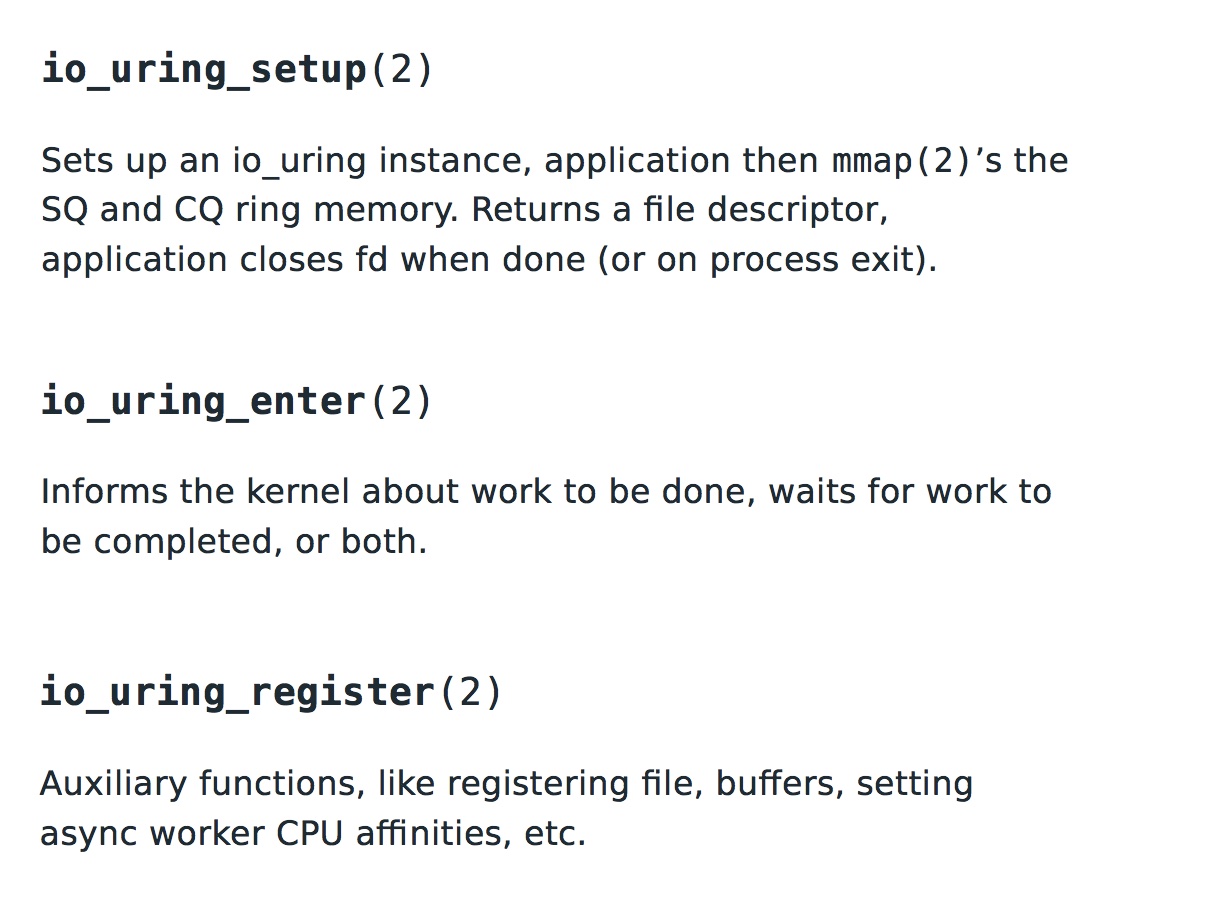 io_uring_setup(2)
Sets up an io_uring instance, application then mmap(2)’s the
SQ and CQ ring memory. Returns a file descriptor,
application closes fd when done (or on process exit).
io_uring_enter(2)
Informs the kernel about work to be done, waits for work to
be completed, or both.
io_uring_register(2)
Auxiliary functions, like registering file, buffers, setting
async worker CPU affinities, etc.